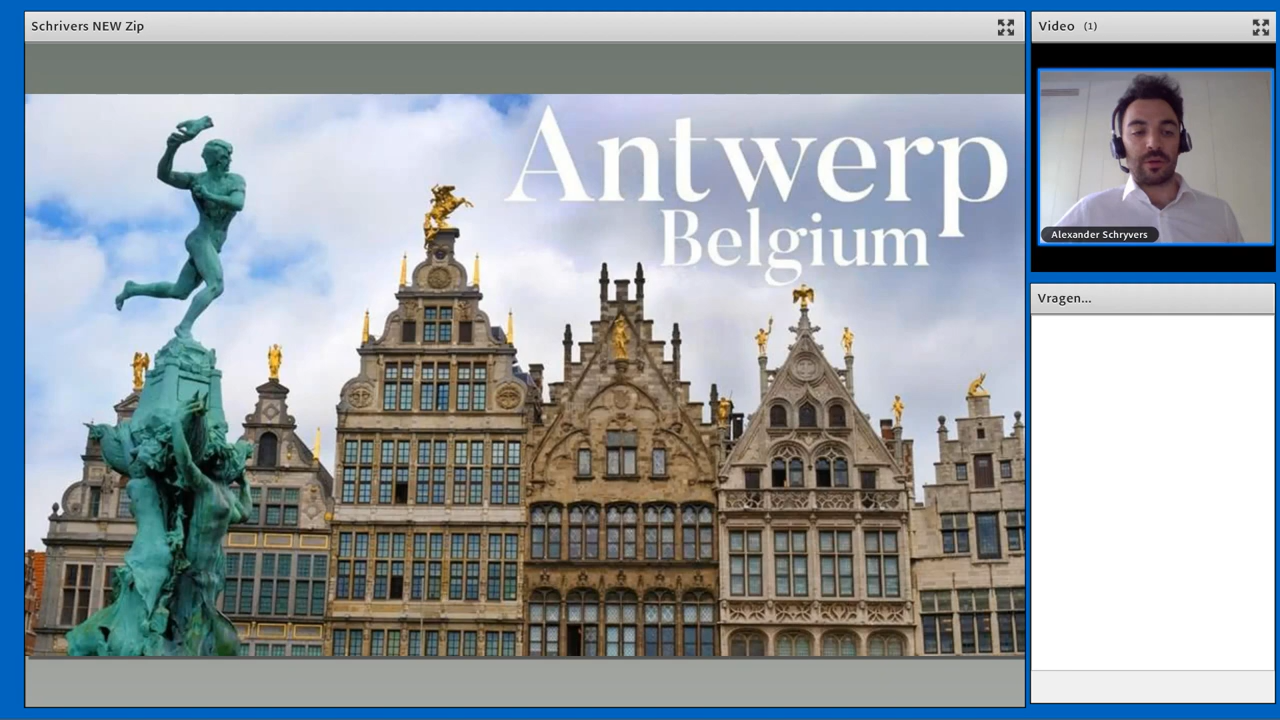 Schrivers NEW Zip
Antwerp
Belgium
Video (1)
Alexander Schryvers
Vragen...